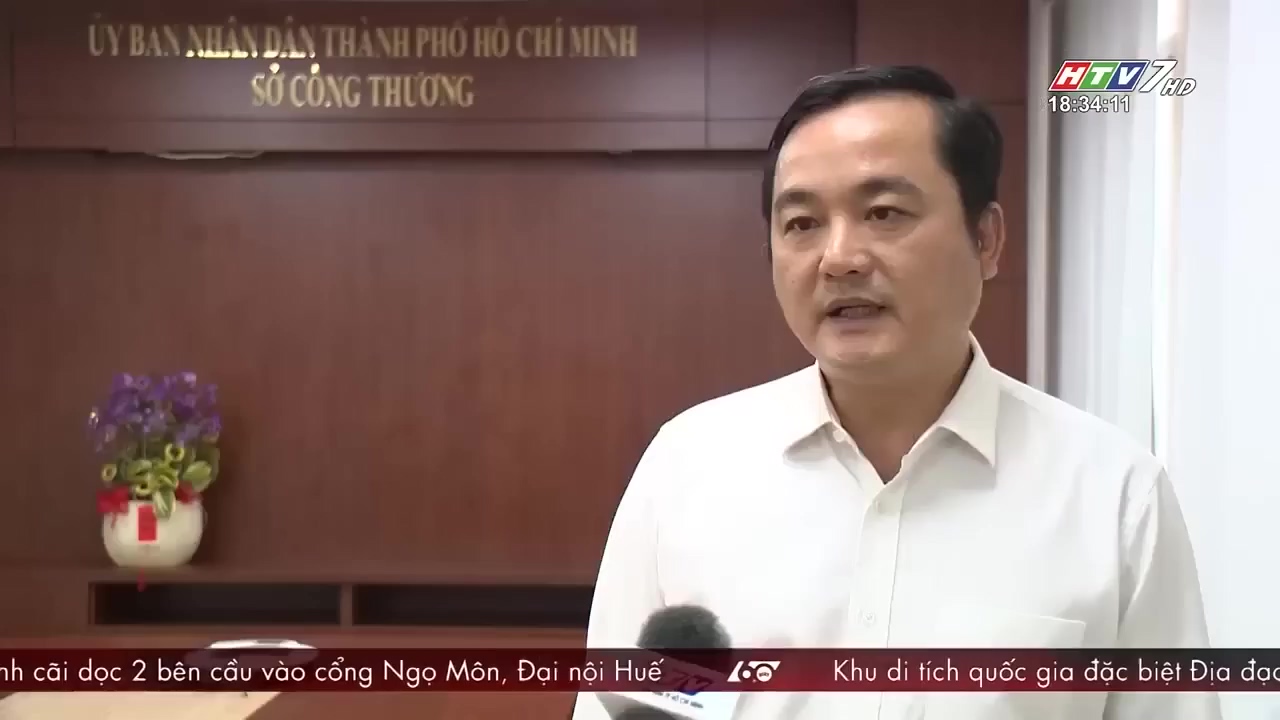 ỦY BAN NHÂN DÂN THÀNH PHỐ HỒ CHÍ MINH
SỞ CÔNG THƯƠNG
HTV7 HD
18:34:11
nh cãi dọc 2 bên cầu vào cổng Ngọ Môn, Đại nội Huế
60
Khu di tích quốc gia đặc biệt Địa đạo